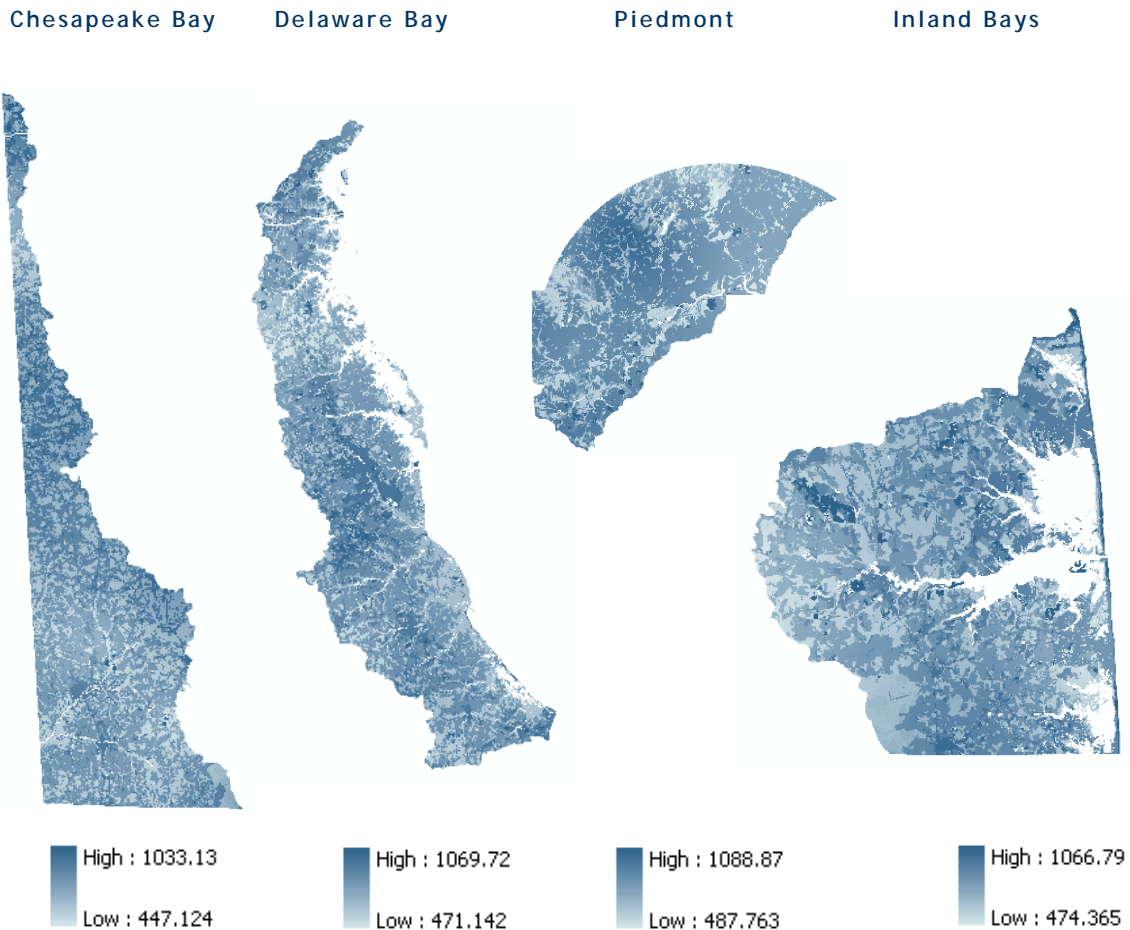 Chesapeake Bay Delaware Bay Piedmont Inland Bays
High : 1033.13 High : 1069.72 High : 1088.87 High : 1066.79
Low : 447.124 Low : 471.142 Low : 487.763 Low : 474.365